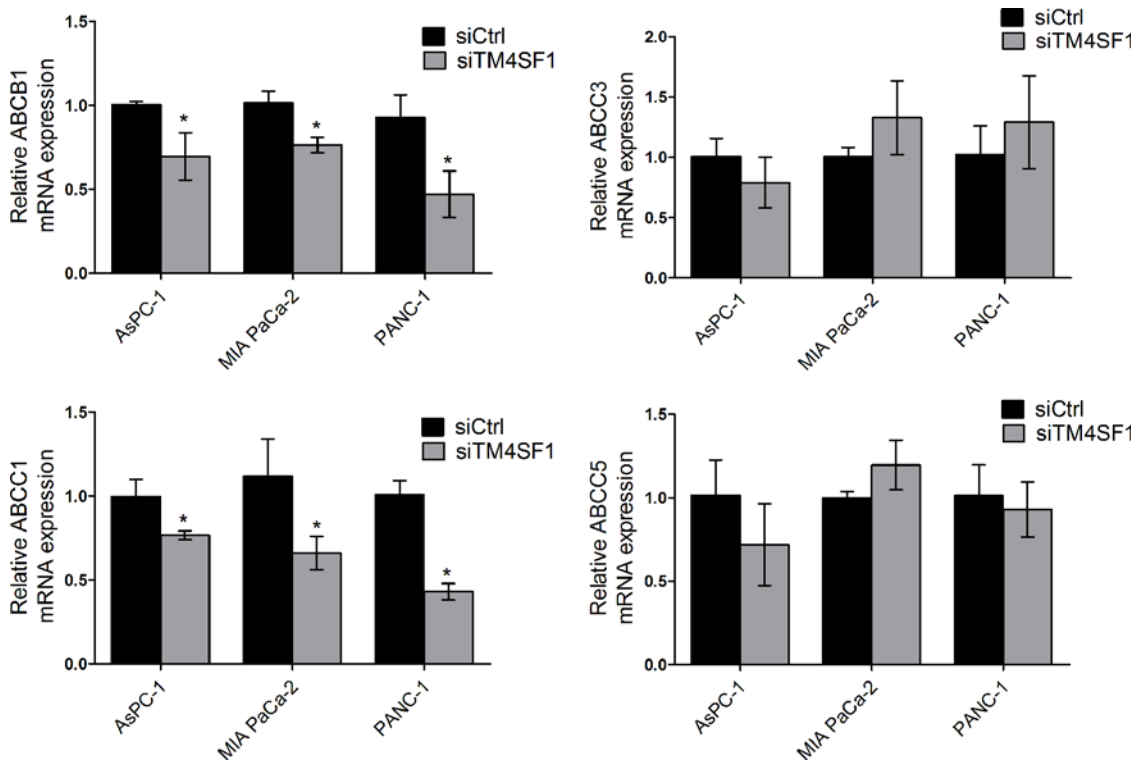 Relative ABCB1
mRNA expression
1.5
1.0
0.5
0.0
siCtrl
siTM4SF1
*
*
*
AsPC-1
MIA PaCa-2
PANC-1
Relative ABCC3
mRNA expression
2.0
1.5
1.0
0.5
0.0
siCtrl
siTM4SF1
AsPC-1
MIA PaCa-2
PANC-1
Relative ABCC1
mRNA expression
1.5
1.0
0.5
0.0
siCtrl
siTM4SF1
*
*
*
AsPC-1
MIA PaCa-2
PANC-1
Relative ABCC5
mRNA expression
1.5
1.0
0.5
0.0
siCtrl
siTM4SF1
AsPC-1
MIA PaCa-2
PANC-1